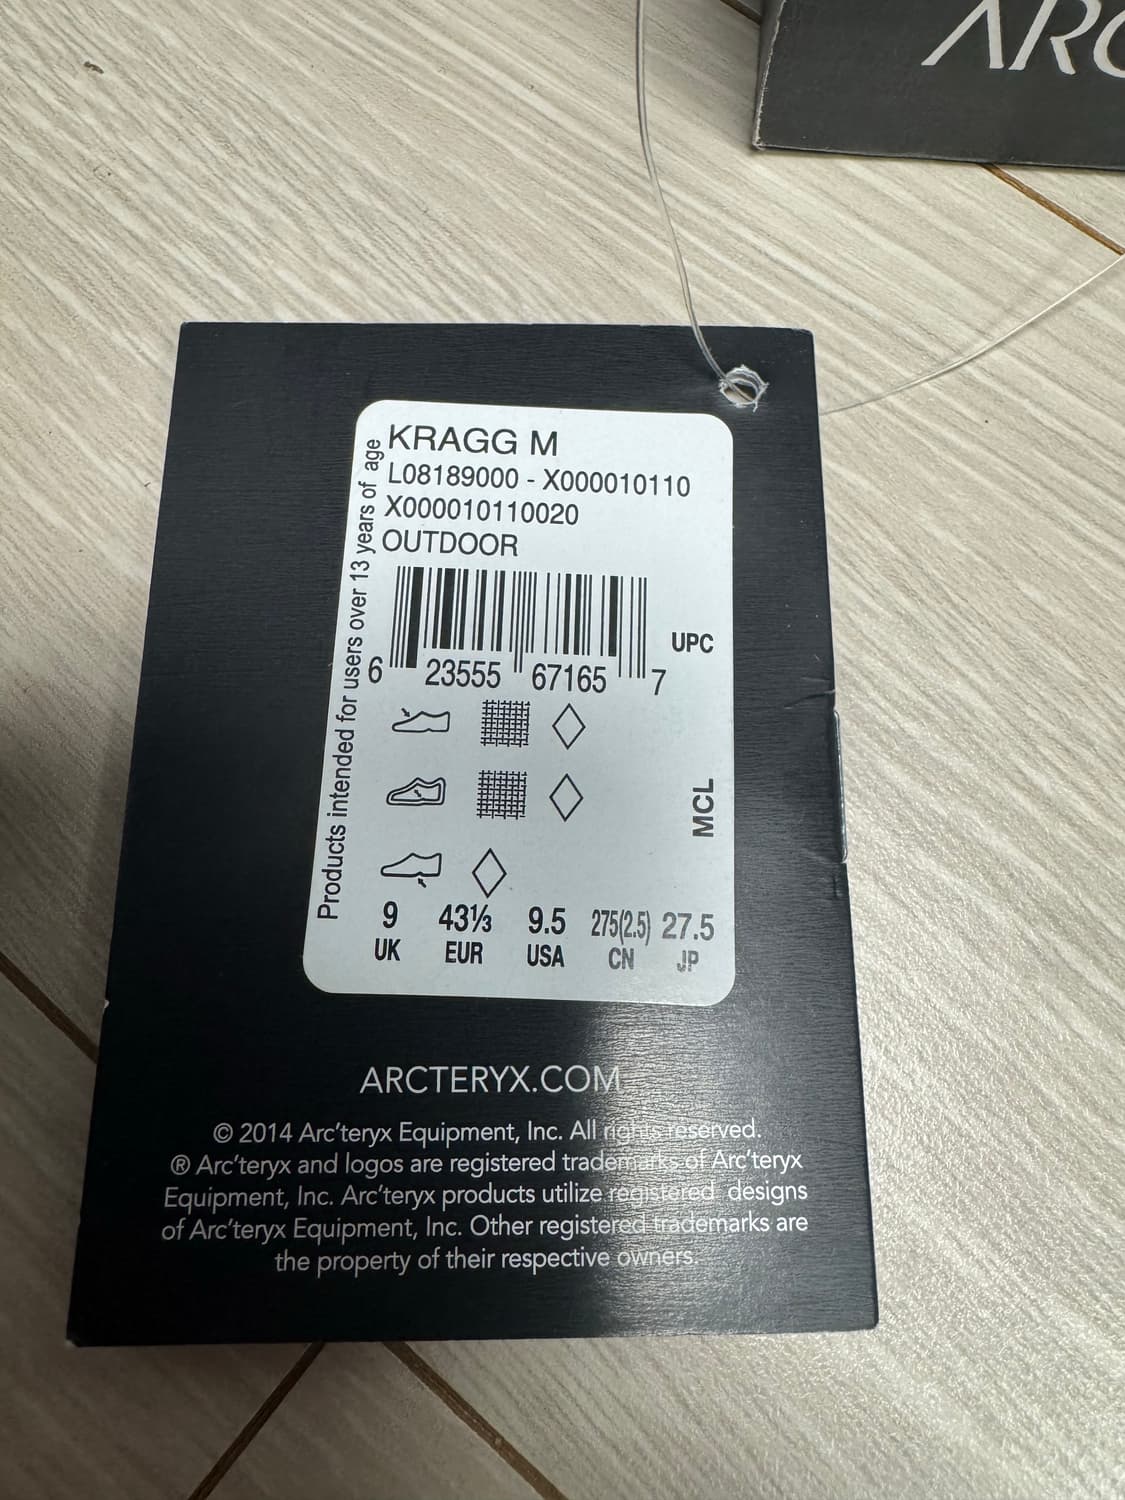 ARC
KRAGG M
L08189000 - X000010110
X000010110020
OUTDOOR
Products intended for users over 13 years of age
UPC
6 23555 67165 7
MCL
9 43⅓ 9.5 275(2.5) 27.5
UK EUR USA CN JP
ARCTERYX.COM
© 2014 Arc'teryx Equipment, Inc. All rights reserved.
® Arc'teryx and logos are registered trademarks of Arc'teryx
Equipment, Inc. Arc'teryx products utilize registered designs
of Arc'teryx Equipment, Inc. Other registered trademarks are
the property of their respective owners.